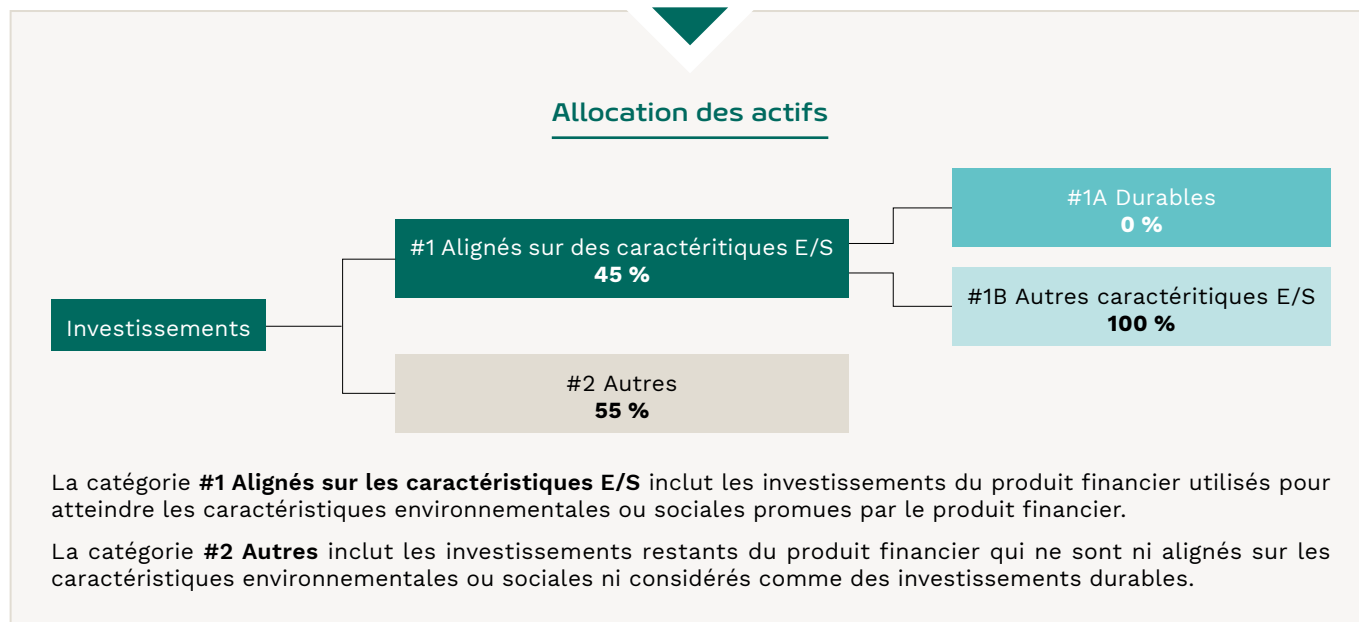 Allocation des actifs
#1A Durables
0 %
#1 Alignés sur des caractéritiques E/S
45 %
#1B Autres caractéritiques E/S
100 %
Investissements
#2 Autres
55 %
La catégorie #1 Alignés sur les caractéristiques E/S inclut les investissements du produit financier utilisés pour
atteindre les caractéristiques environnementales ou sociales promues par le produit financier.
La catégorie #2 Autres inclut les investissements restants du produit financier qui ne sont ni alignés sur les
caractéristiques environnementales ou sociales ni considérés comme des investissements durables.